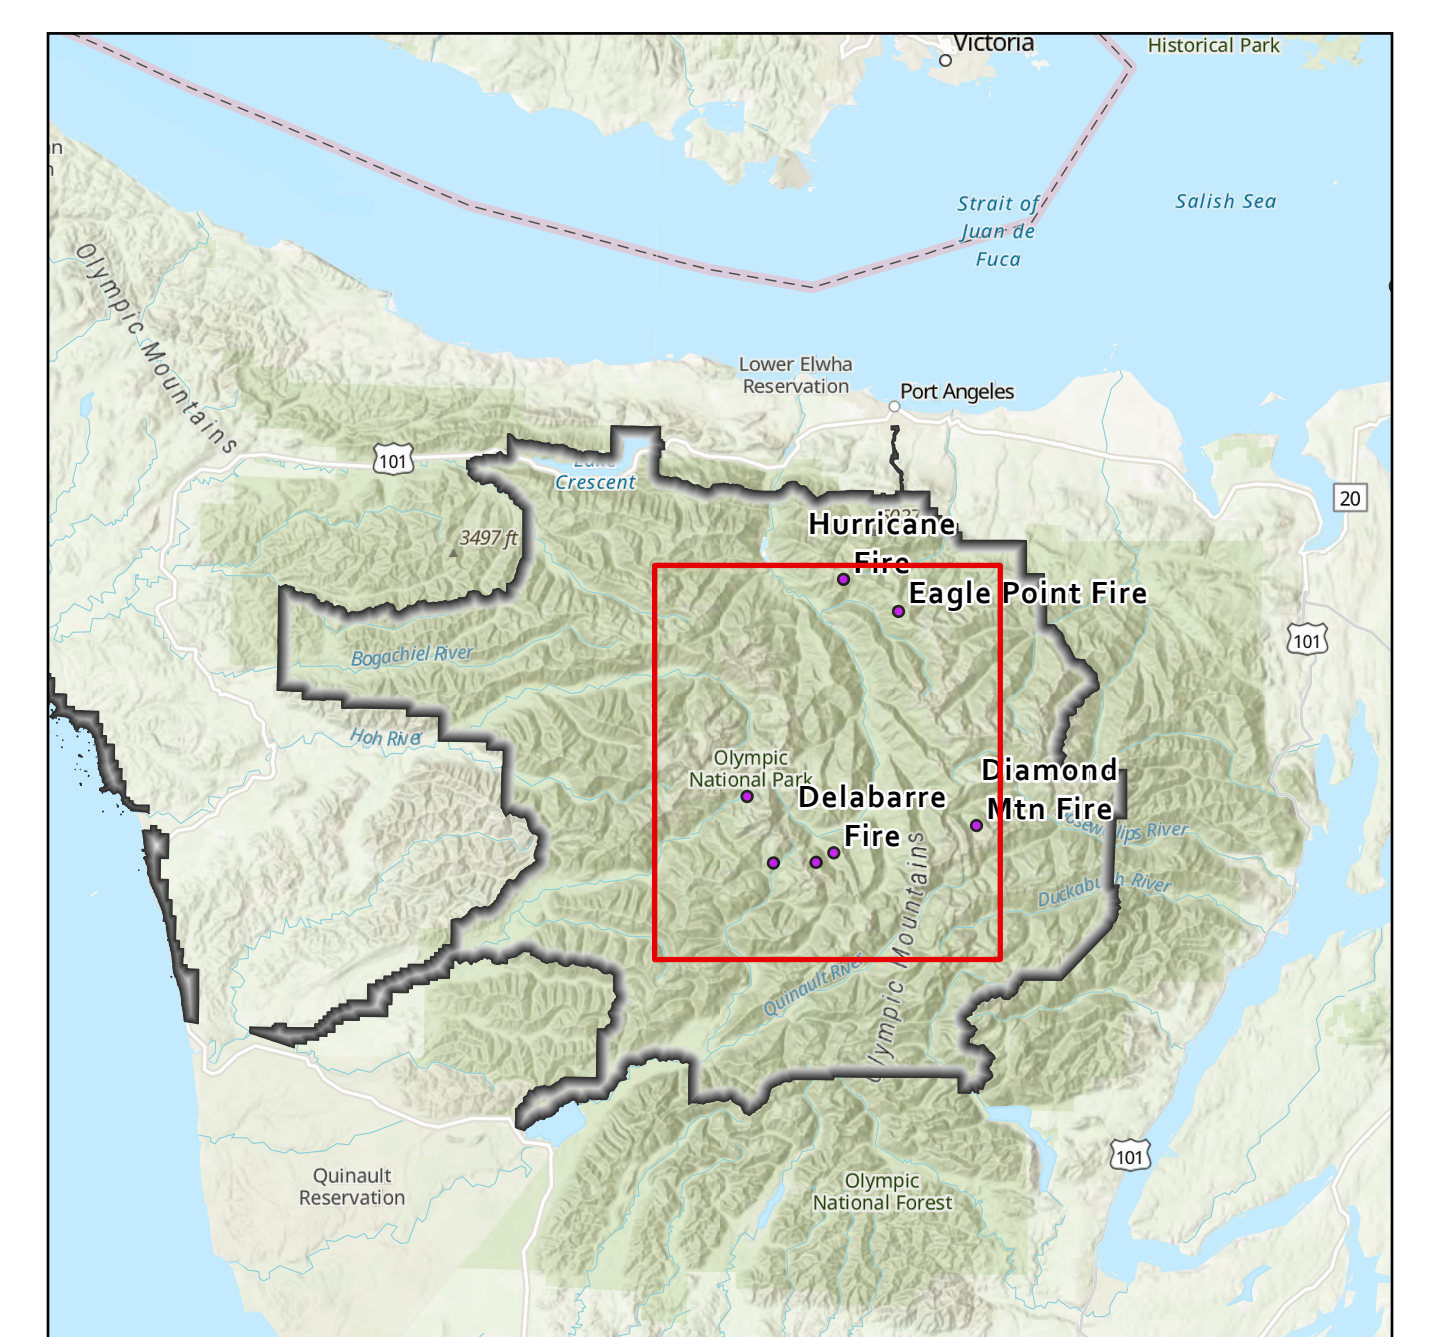 Victoria
Historical Park
Strait of
Juan de
Fuca
Salish Sea
Olympic Mountains
Lower Elwha
Reservation
Port Angeles
101
Crescent
20
3497 ft
Hurricane
Fire
Eagle Point Fire
101
Bogachiel River
Hoh River
Olympic
National Park
Delabarre
Fire
Diamond
Mtn Fire
Duckabush River
Olympic Mountains
Quinault River
101
Quinault
Reservation
Olympic
National Forest